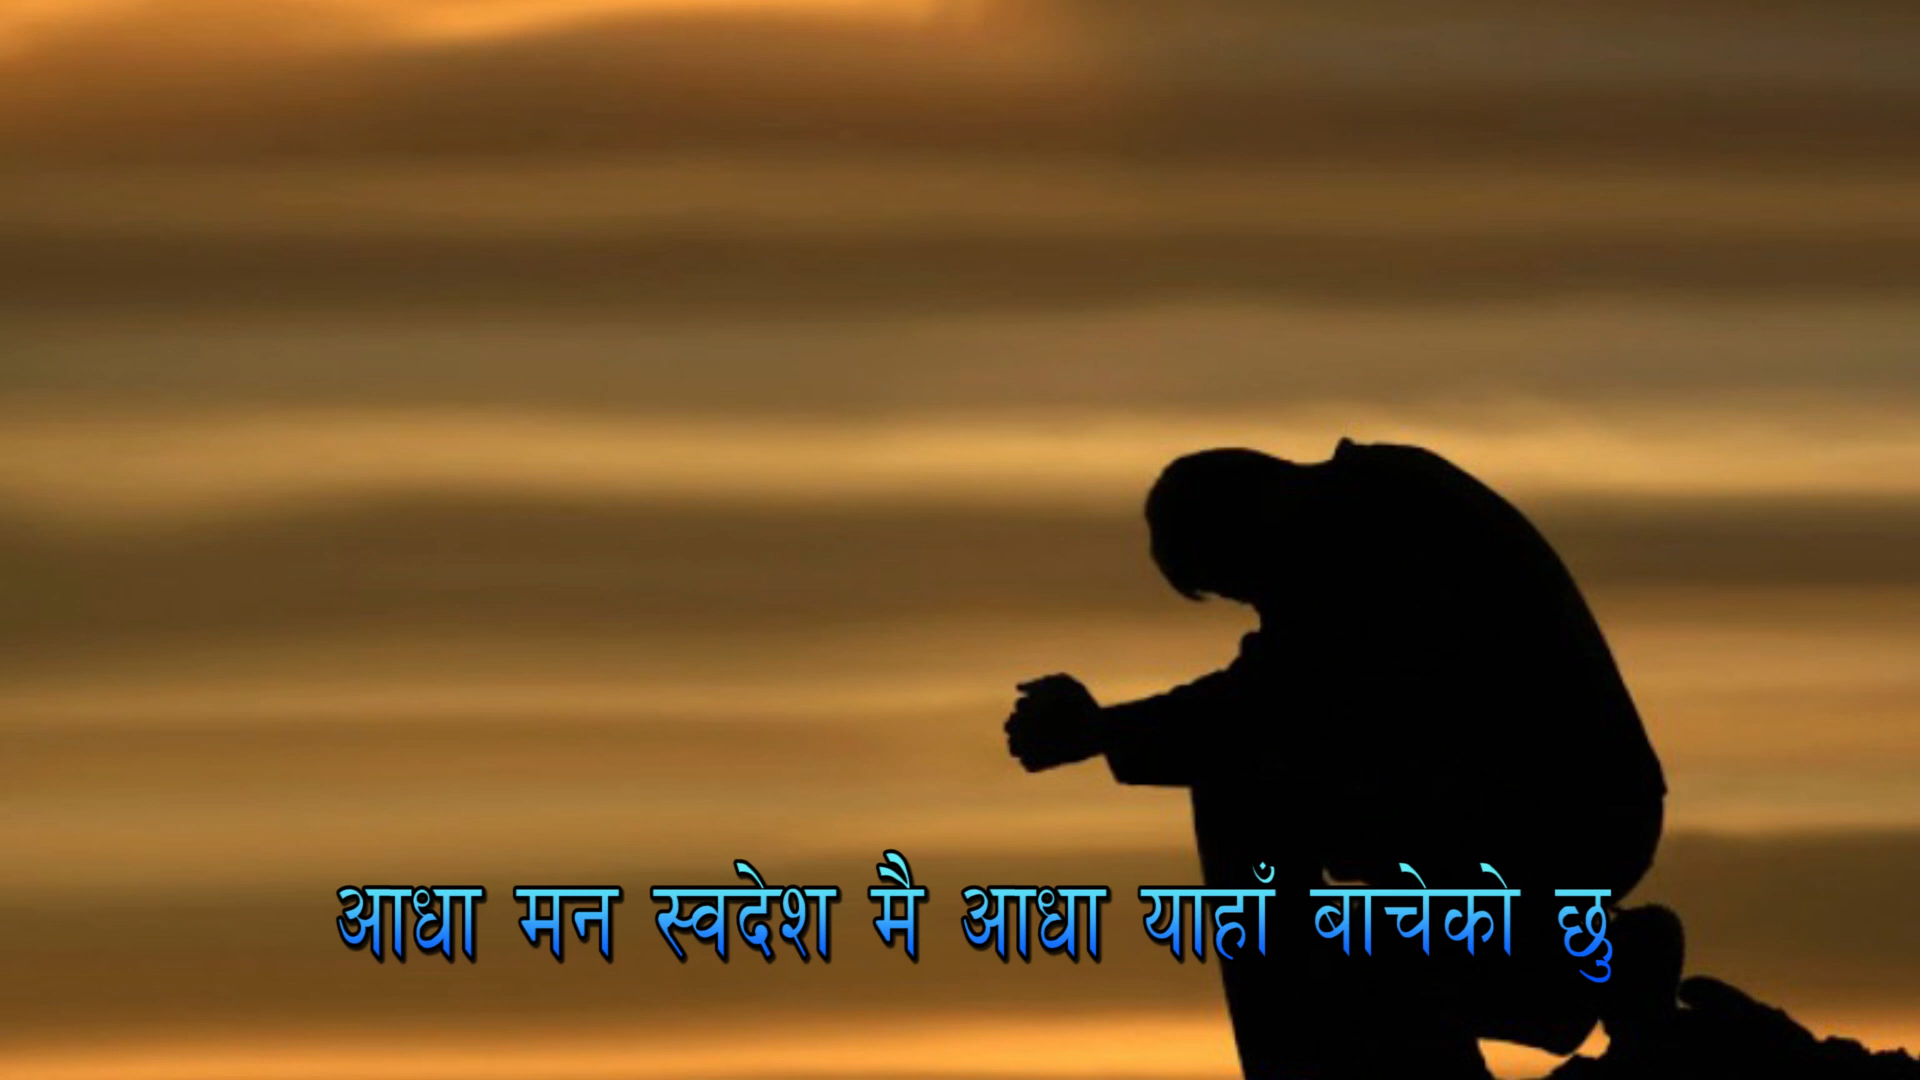 आधा मन स्वदेश मै आधा याहाँ बाचेको छु